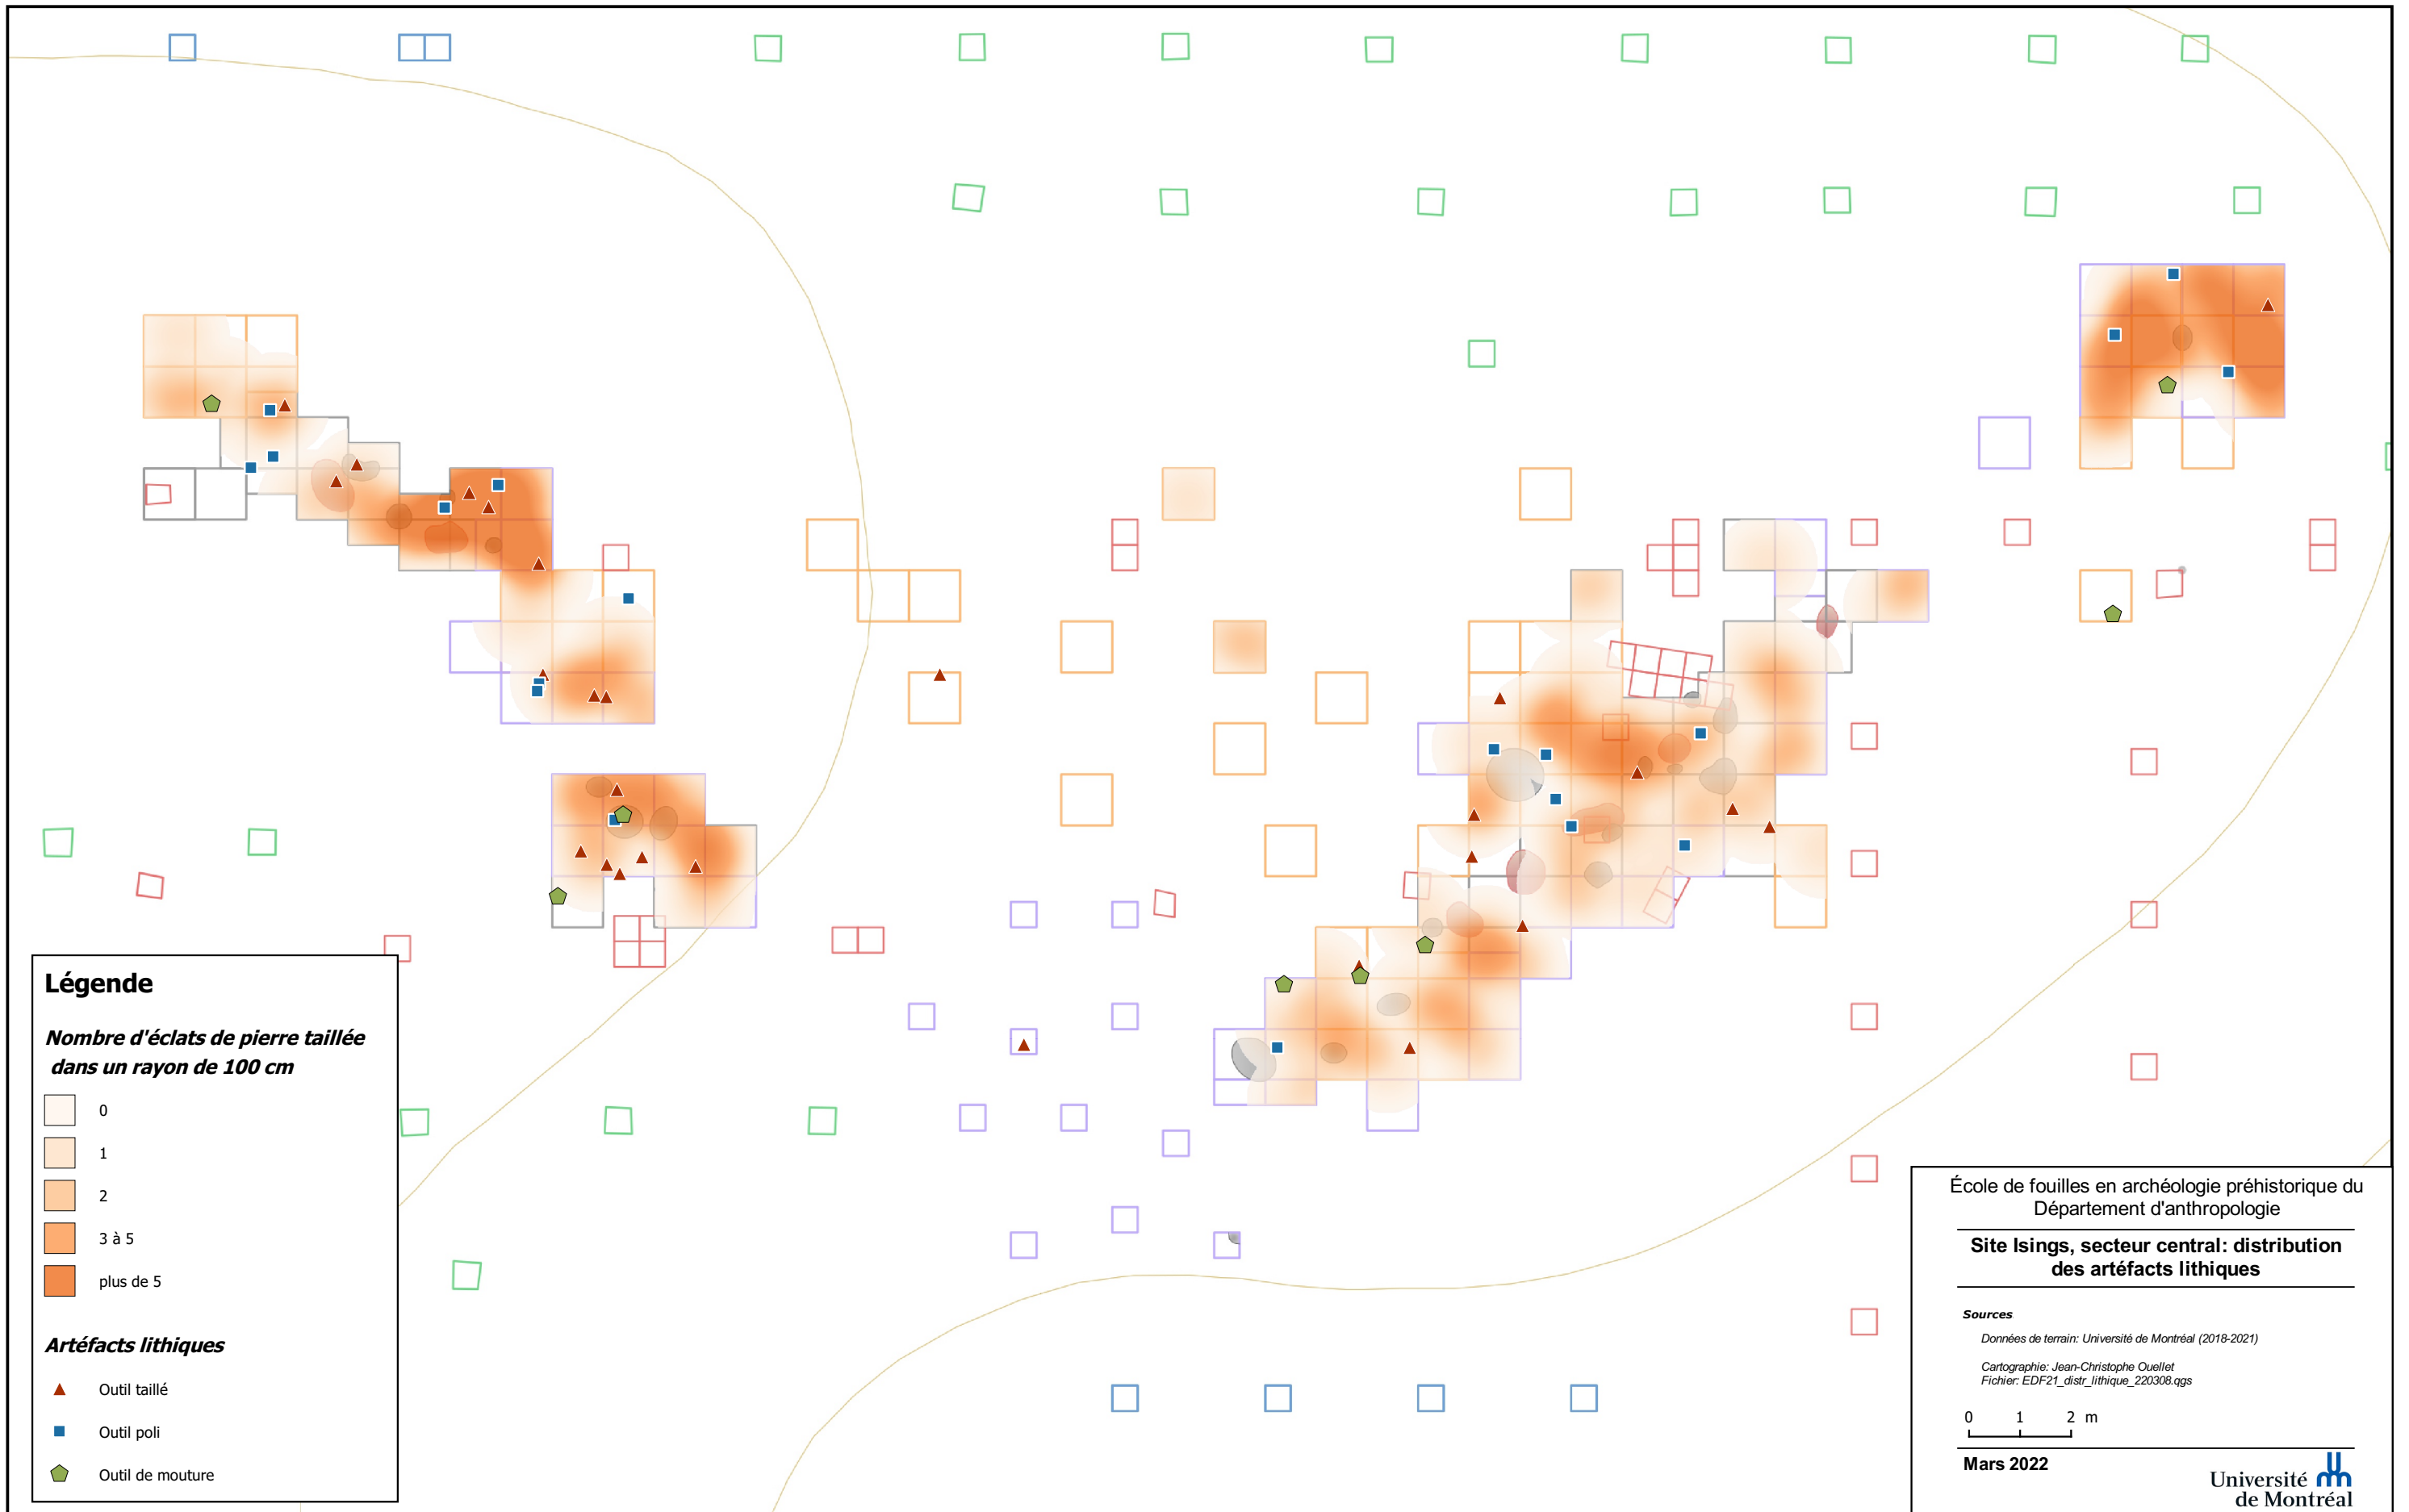 Légende
Nombre d'éclats de pierre taillée
dans un rayon de 100 cm
0
1
2
3 à 5
plus de 5
Artéfacts lithiques
Outil taillé
Outil poli
Outil de mouture
École de fouilles en archéologie préhistorique du
Département d'anthropologie
Site Isings, secteur central: distribution
des artéfacts lithiques
Sources
Données de terrain: Université de Montréal (2018-2021)
Cartographie: Jean-Christophe Ouellet
Fichier: EDF21_distr_lithique_220308.qgs
0 1 2 m
Mars 2022
Université
de Montréal